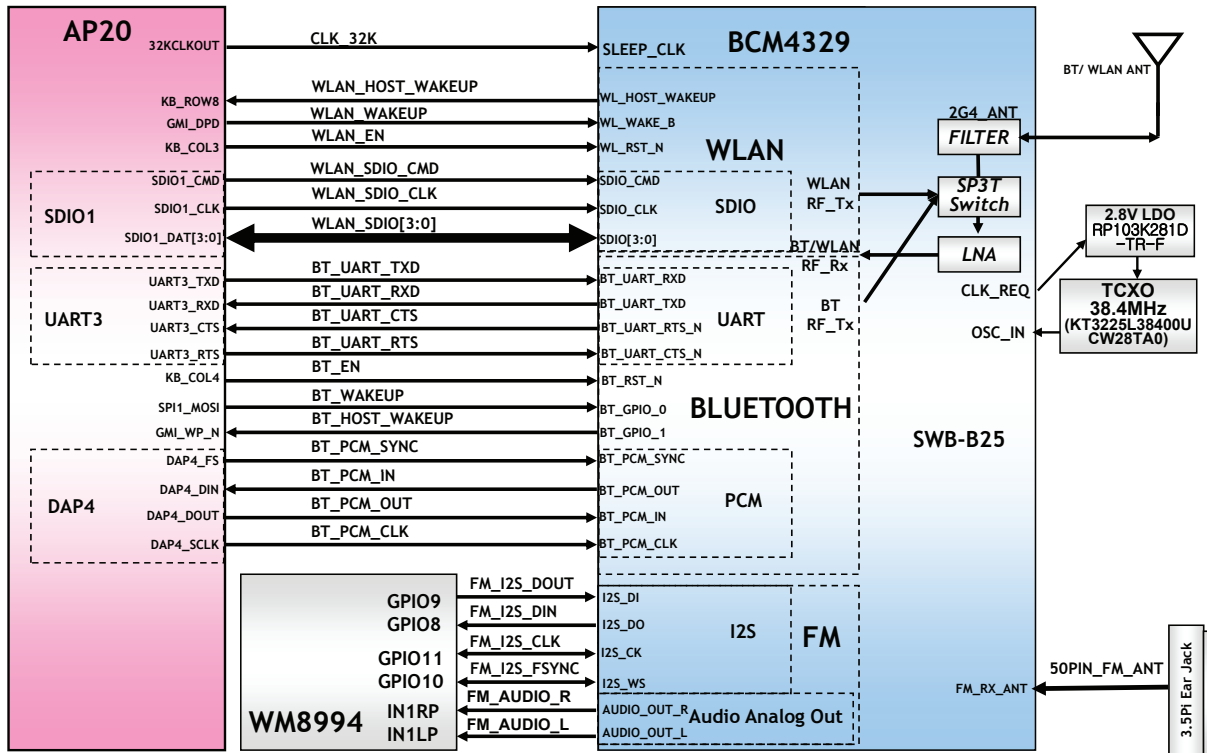 AP20
BCM4329
32KCLKOUT
CLK_32K
SLEEP_CLK
BT/ WLAN ANT
KB_ROW8
WLAN_HOST_WAKEUP
WL_HOST_WAKEUP
GMI_DPD
WLAN_WAKEUP
WL_WAKE_B
KB_COL3
WLAN_EN
WL_RST_N
WLAN
2G4_ANT
FILTER
SDIO1
SDIO1_CMD
WLAN_SDIO_CMD
SDIO_CMD
SDIO1_CLK
WLAN_SDIO_CLK
SDIO_CLK
SDIO1_DAT[3:0]
WLAN_SDIO[3:0]
SDIO[3:0]
SDIO
WLAN
RF_Tx
SP3T
Switch
BT/WLAN
RF_Rx
LNA
2.8V LDO
RP103K281D
-TR-F
CLK_REQ
TCXO
38.4MHz
(KT3225L38400U
CW28TA0)
OSC_IN
UART3
UART3_TXD
BT_UART_TXD
BT_UART_RXD
UART3_RXD
BT_UART_RXD
BT_UART_TXD
UART3_CTS
BT_UART_CTS
BT_UART_RTS_N
UART3_RTS
BT_UART_RTS
BT_UART_CTS_N
UART
BT
RF_Tx
KB_COL4
BT_EN
BT_RST_N
SPI1_MOSI
BT_WAKEUP
BT_GPIO_0
GMI_WP_N
BT_HOST_WAKEUP
BT_GPIO_1
BLUETOOTH
SWB-B25
DAP4
DAP4_FS
BT_PCM_SYNC
BT_PCM_SYNC
DAP4_DIN
BT_PCM_IN
BT_PCM_OUT
DAP4_DOUT
BT_PCM_OUT
BT_PCM_IN
DAP4_SCLK
BT_PCM_CLK
BT_PCM_CLK
PCM
WM8994
GPIO9
FM_I2S_DOUT
I2S_DI
GPIO8
FM_I2S_DIN
I2S_DO
GPIO11
FM_I2S_CLK
I2S_CK
GPIO10
FM_I2S_FSYNC
I2S_WS
I2S
FM
IN1RP
FM_AUDIO_R
AUDIO_OUT_R
IN1LP
FM_AUDIO_L
AUDIO_OUT_L
Audio Analog Out
FM_RX_ANT
50PIN_FM_ANT
3.5Pi Ear Jack